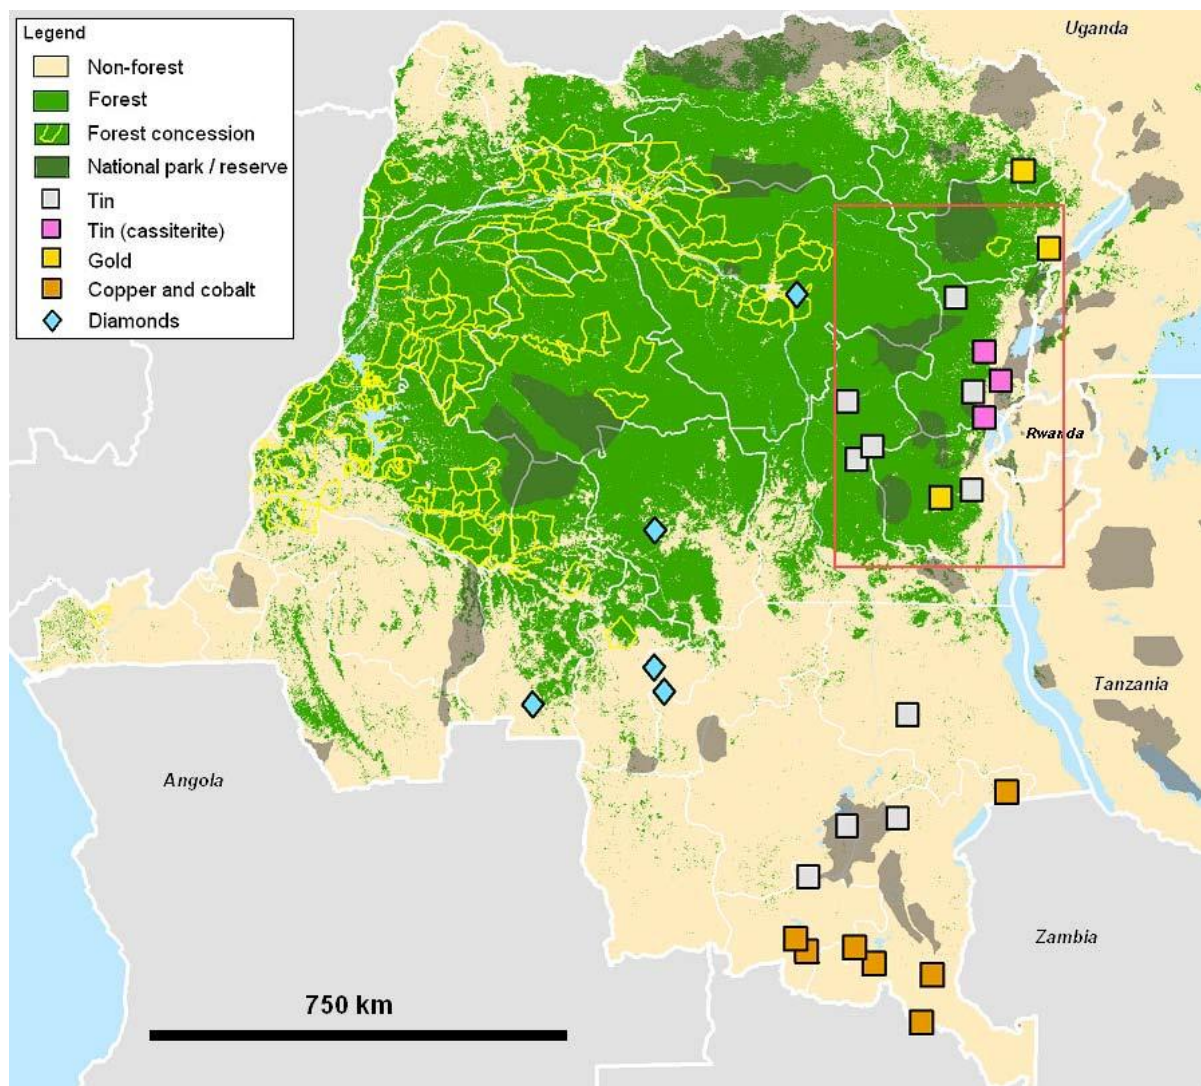 Legend
Non-forest
Forest
Forest concession
National park / reserve
Tin
Tin (cassiterite)
Gold
Copper and cobalt
Diamonds
Uganda
Rwanda
Tanzania
Angola
Zambia
750 km